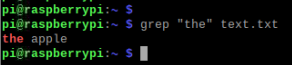 pi@raspberrypi:~ $
pi@raspberrypi:~ $ grep "the" text.txt
the apple
pi@raspberrypi:~ $